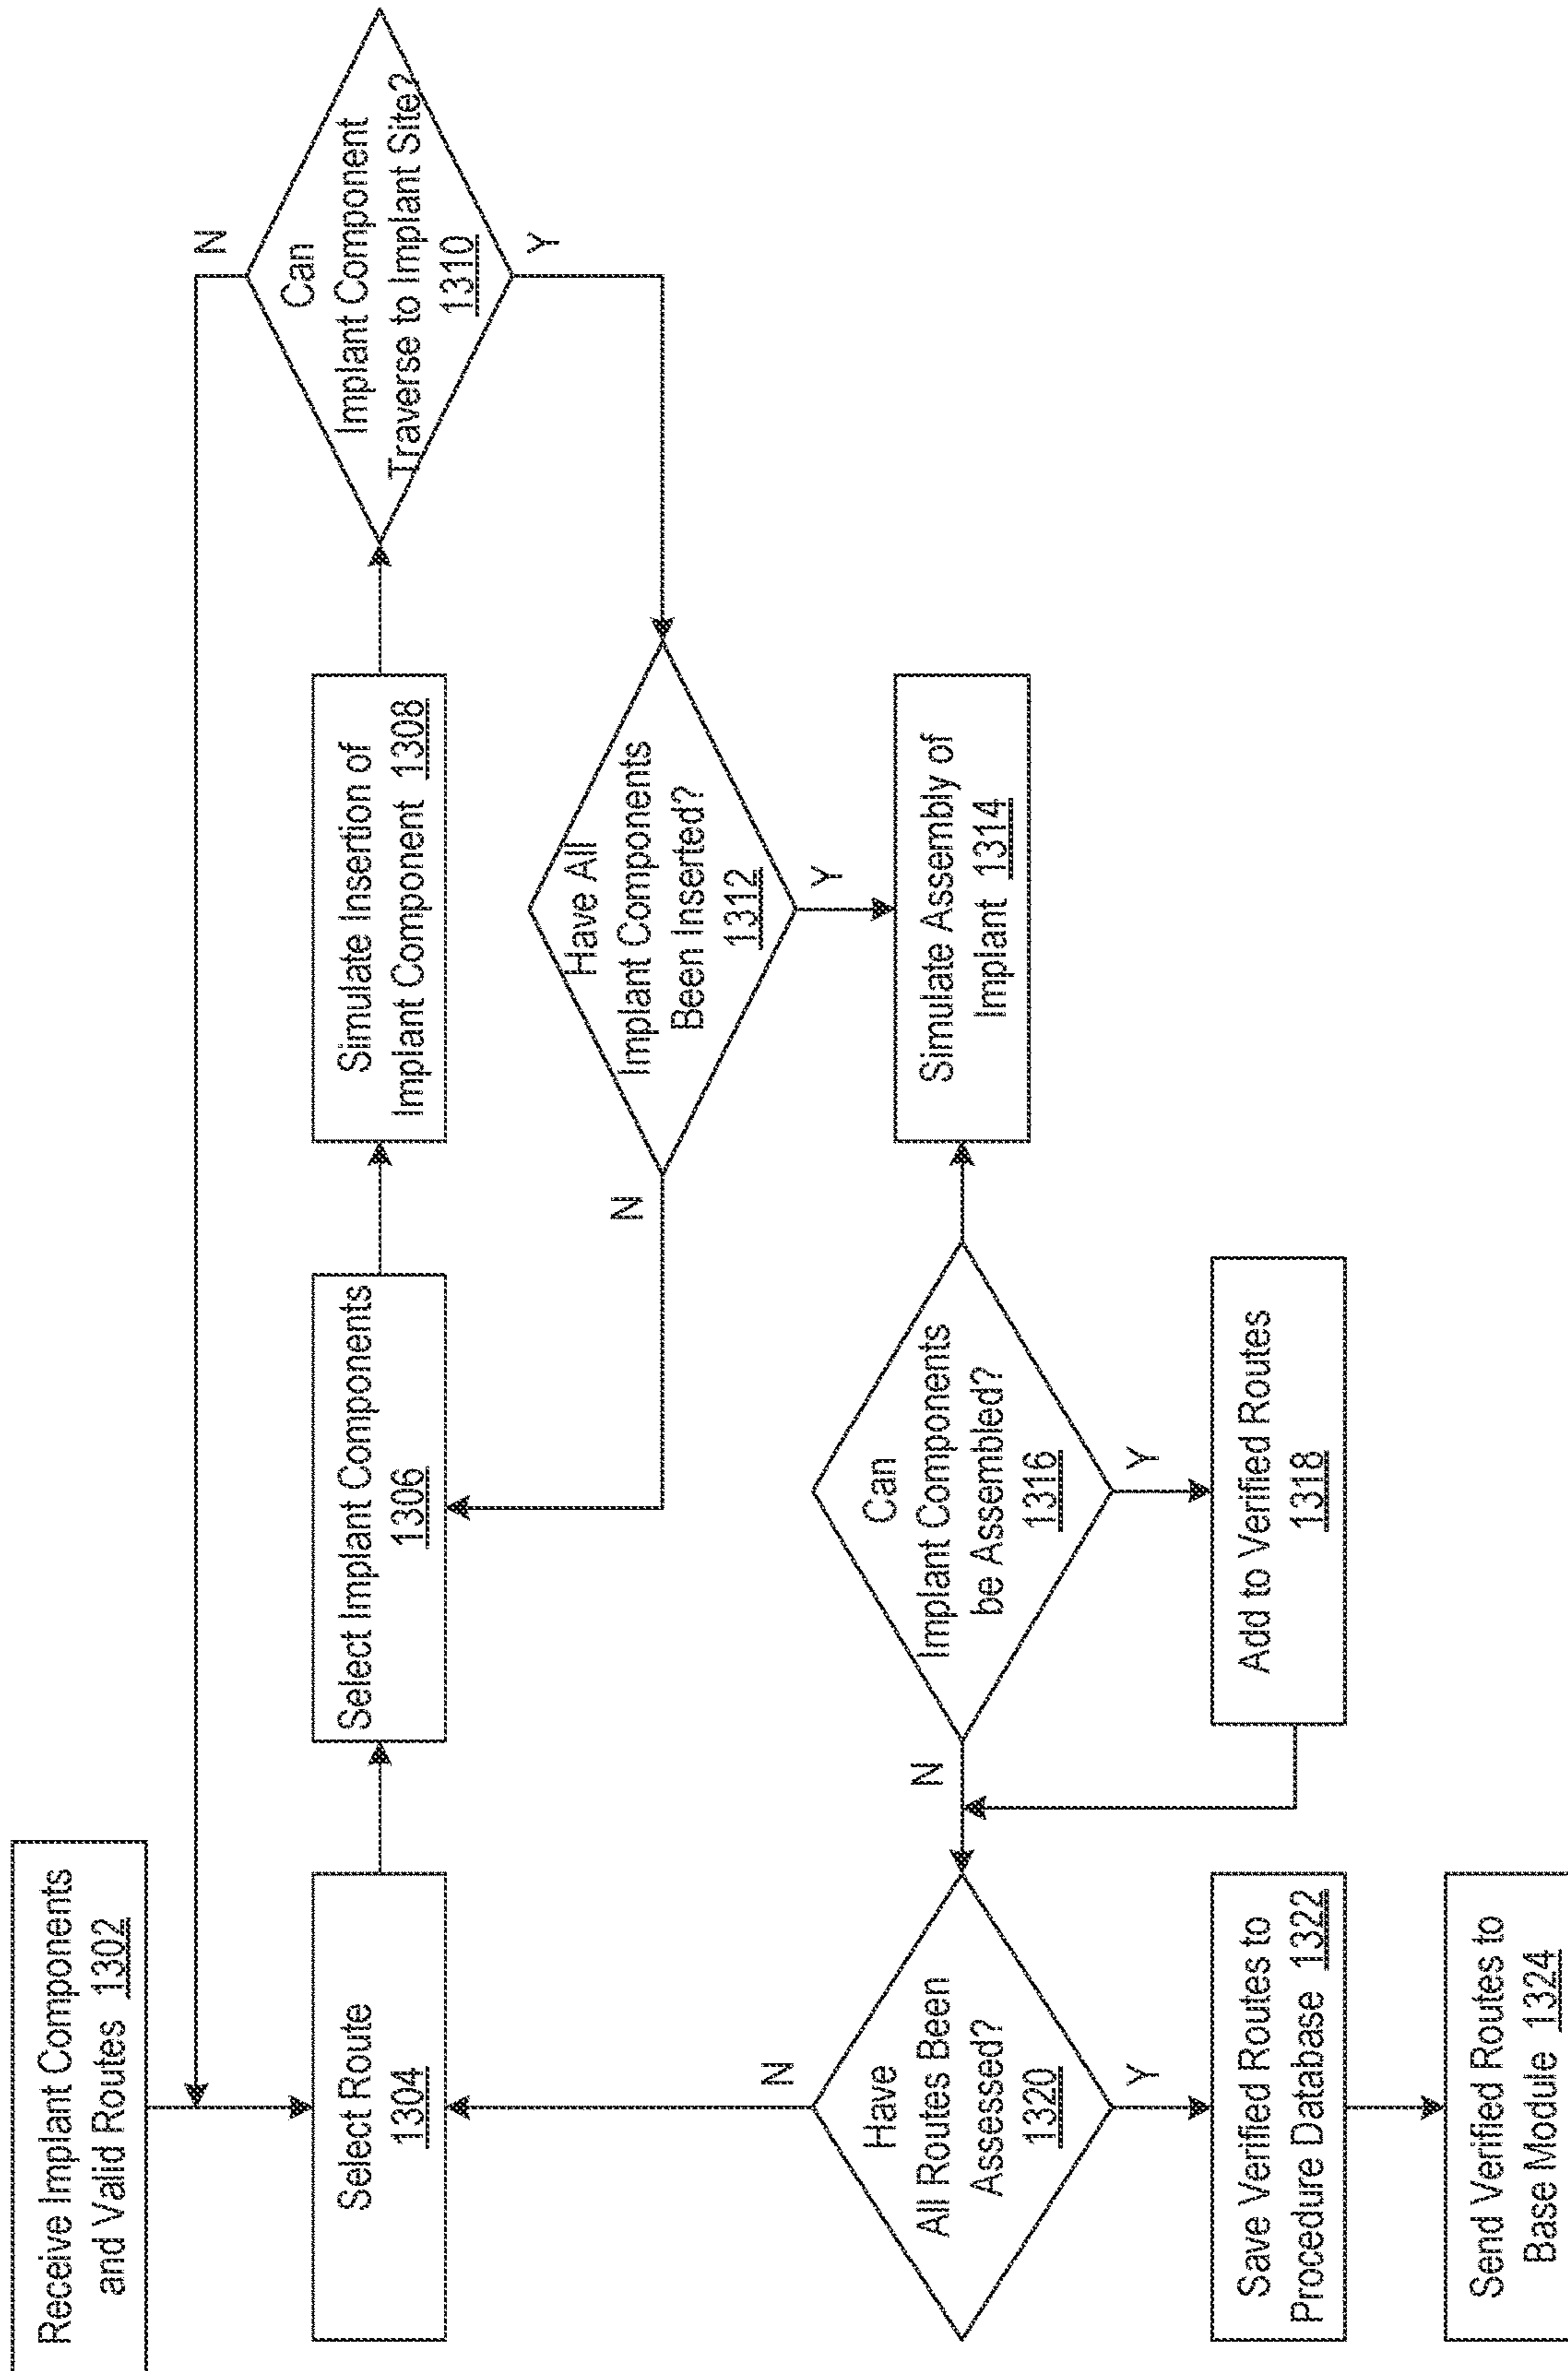 Receive Implant Components
and Valid Routes 1302
Select Route
1304
Select Implant Components
1306
Simulate Insertion of
Implant Component 1308
Can
Implant Component
Traverse to Implant Site?
1310
N
Y
Have All
Implant Components
Been Inserted?
1312
N
Y
Simulate Assembly of
Implant 1314
Can
Implant Components
be Assembled?
1316
N
Y
Add to Verified Routes
1318
Have
All Routes Been
Assessed?
1320
N
Y
Save Verified Routes to
Procedure Database 1322
Send Verified Routes to
Base Module 1324